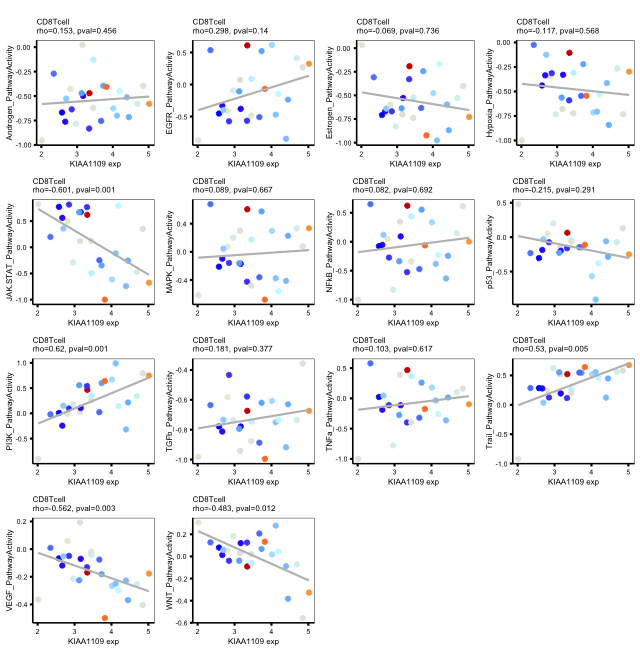 CD8Tcell
rho=0.153, pval=0.456
Androgen_PathwayActivity
0.00
-0.25
-0.50
-0.75
-1.00
2 3 4 5
KIAA1109 exp
CD8Tcell
rho=0.298, pval=0.14
EGFR_PathwayActivity
0.5
0.0
-0.5
-1.0
2 3 4 5
KIAA1109 exp
CD8Tcell
rho=-0.069, pval=0.736
Estrogen_PathwayActivity
0.00
-0.25
-0.50
-0.75
-1.00
2 3 4 5
KIAA1109 exp
CD8Tcell
rho=-0.117, pval=0.568
Hypoxia_PathwayActivity
0.00
-0.25
-0.50
-0.75
-1.00
2 3 4 5
KIAA1109 exp
CD8Tcell
rho=-0.601, pval=0.001
JAK-STAT_PathwayActivity
0.5
0.0
-0.5
-1.0
2 3 4 5
KIAA1109 exp
CD8Tcell
rho=0.089, pval=0.667
MAPK_PathwayActivity
0.5
0.0
-0.5
2 3 4 5
KIAA1109 exp
CD8Tcell
rho=0.082, pval=0.692
NFkB_PathwayActivity
0.5
0.0
-0.5
-1.0
2 3 4 5
KIAA1109 exp
CD8Tcell
rho=-0.215, pval=0.291
p53_PathwayActivity
0.5
0.0
-0.5
-1.0
2 3 4 5
KIAA1109 exp
CD8Tcell
rho=0.62, pval=0.001
PI3K_PathwayActivity
1.0
0.5
0.0
-0.5
2 3 4 5
KIAA1109 exp
CD8Tcell
rho=0.181, pval=0.377
TGFb_PathwayActivity
-0.4
-0.6
-0.8
-1.0
2 3 4 5
KIAA1109 exp
CD8Tcell
rho=0.103, pval=0.617
TNFa_PathwayActivity
0.5
0.0
-0.5
-1.0
2 3 4 5
KIAA1109 exp
CD8Tcell
rho=0.53, pval=0.005
Trail_PathwayActivity
0.5
0.0
-0.5
-1.0
2 3 4 5
KIAA1109 exp
CD8Tcell
rho=-0.562, pval=0.003
VEGF_PathwayActivity
0.2
0.0
-0.2
-0.4
2 3 4 5
KIAA1109 exp
CD8Tcell
rho=-0.483, pval=0.012
WNT_PathwayActivity
0.2
0.0
-0.2
-0.4
-0.6
2 3 4 5
KIAA1109 exp